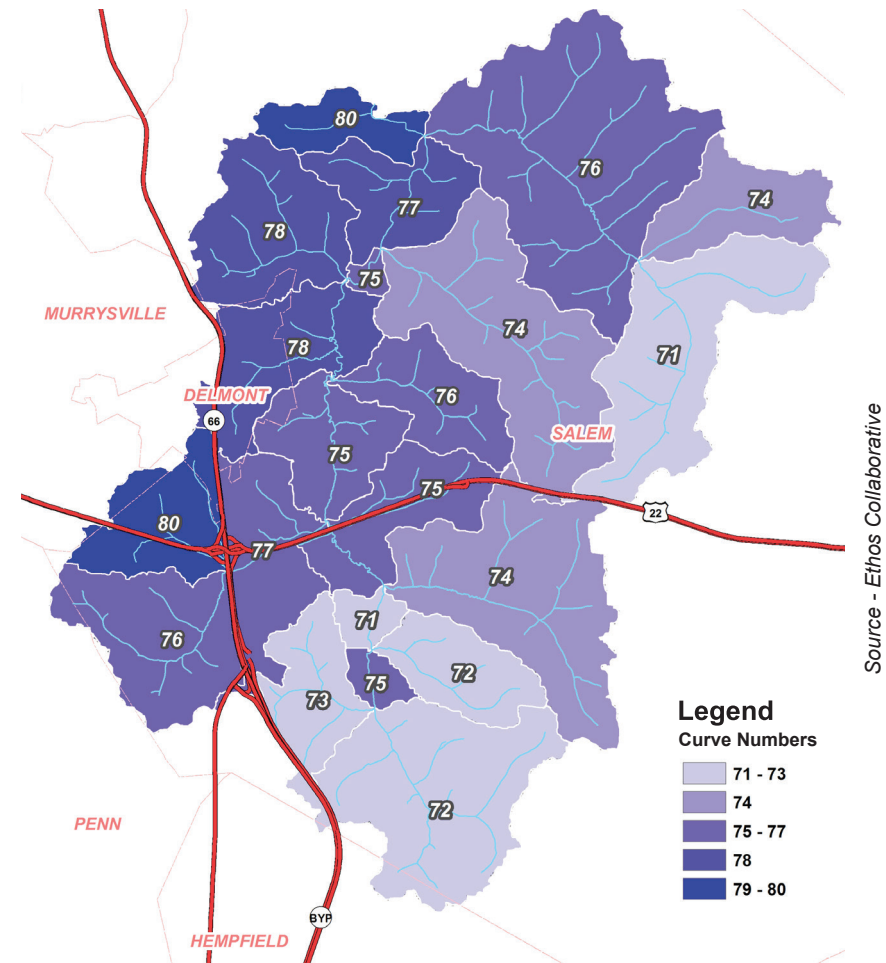 80
76
74
77
78
75
MURRYSVILLE
74
71
78
DELMONT
76
66
SALEM
75
75
22
80
77
74
71
76
72
75
73
Legend
Curve Numbers
71 - 73
74
75 - 77
78
79 - 80
72
PENN
BYP
HEMPFIELD
Source - Ethos Collaborative